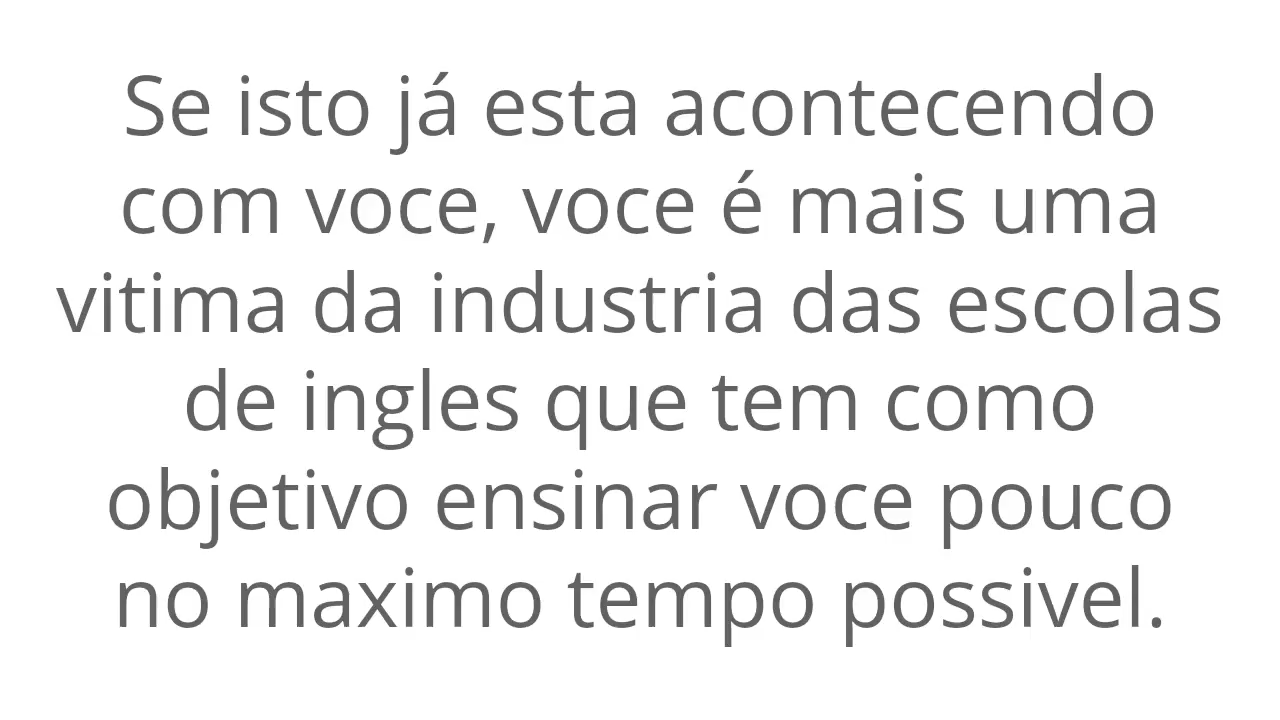 Se isto já esta acontecendo
com voce, voce é mais uma
vitima da industria das escolas
de ingles que tem como
objetivo ensinar voce pouco
no maximo tempo possivel.